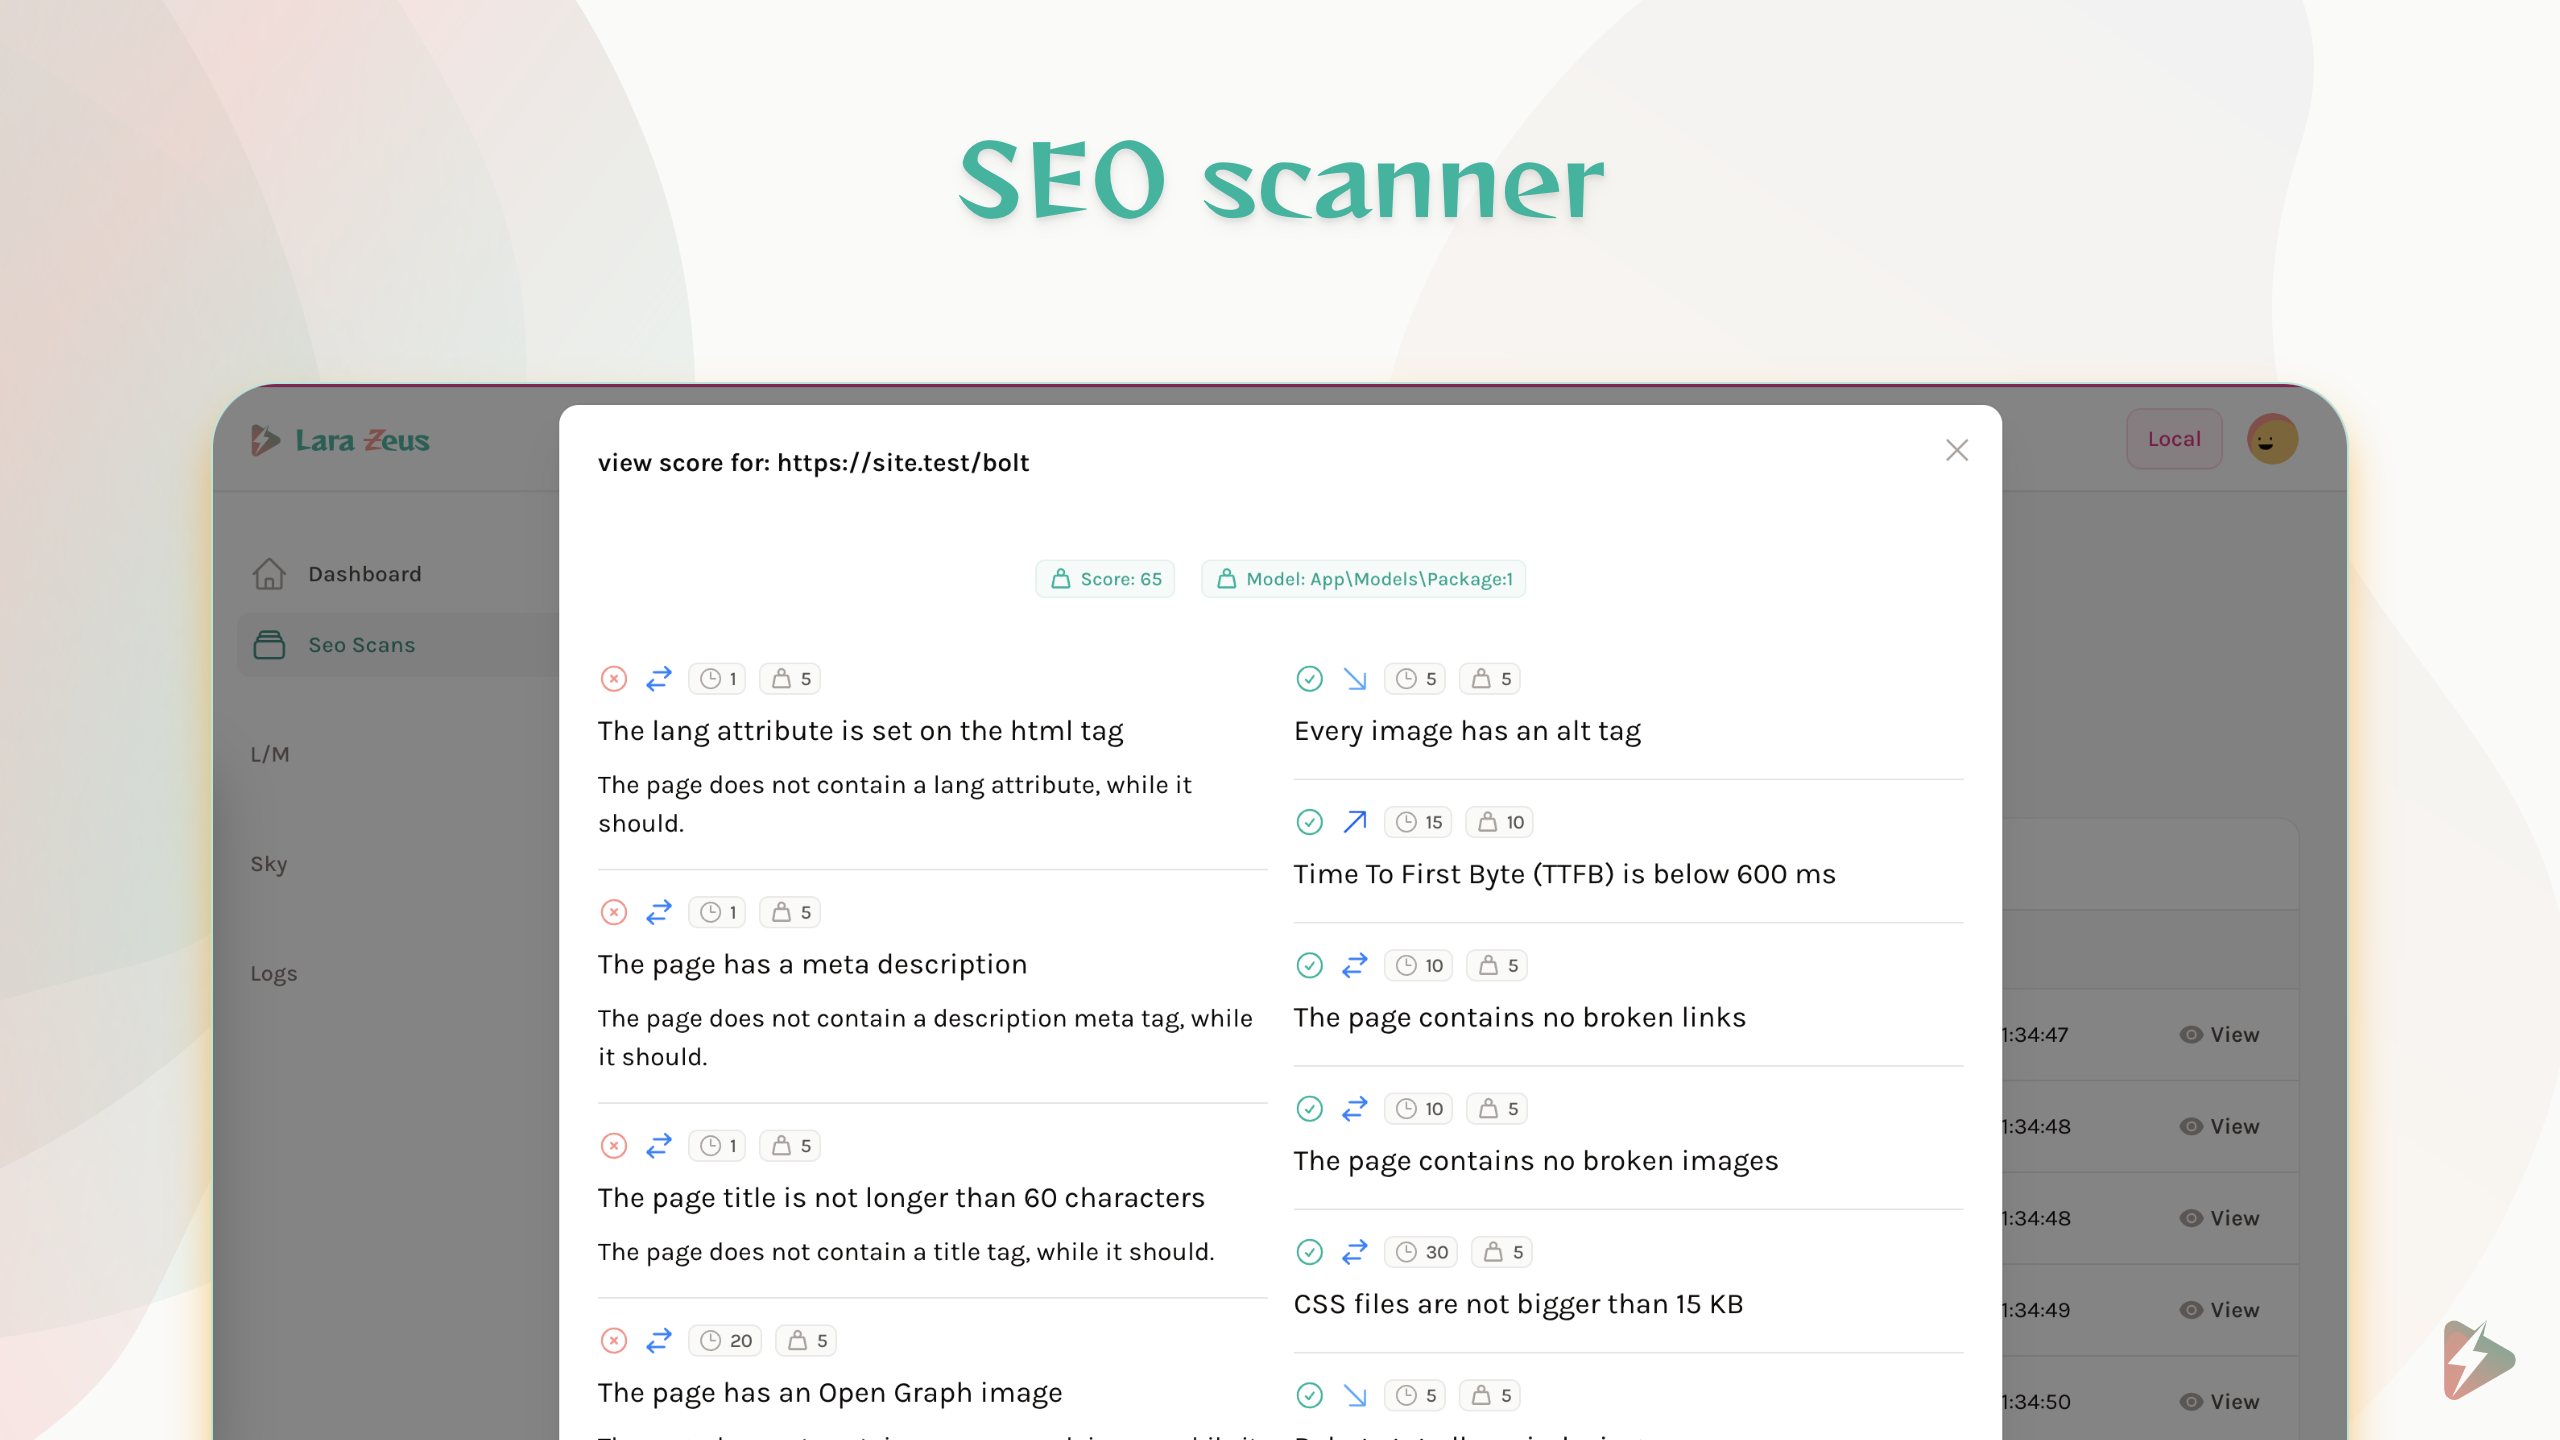 SEO scanner
Lara Zeus
Local
Dashboard
Seo Scans
L/M
Sky
Logs
view score for: https://site.test/bolt
Score: 65
Model: App\Models\Package:1
1 5
The lang attribute is set on the html tag
The page does not contain a lang attribute, while it
should.
1 5
The page has a meta description
The page does not contain a description meta tag, while
it should.
1 5
The page title is not longer than 60 characters
The page does not contain a title tag, while it should.
20 5
The page has an Open Graph image
5 5
Every image has an alt tag
15 10
Time To First Byte (TTFB) is below 600 ms
10 5
The page contains no broken links
10 5
The page contains no broken images
30 5
CSS files are not bigger than 15 KB
5 5
1:34:47 View
1:34:48 View
1:34:48 View
1:34:49 View
1:34:50 View